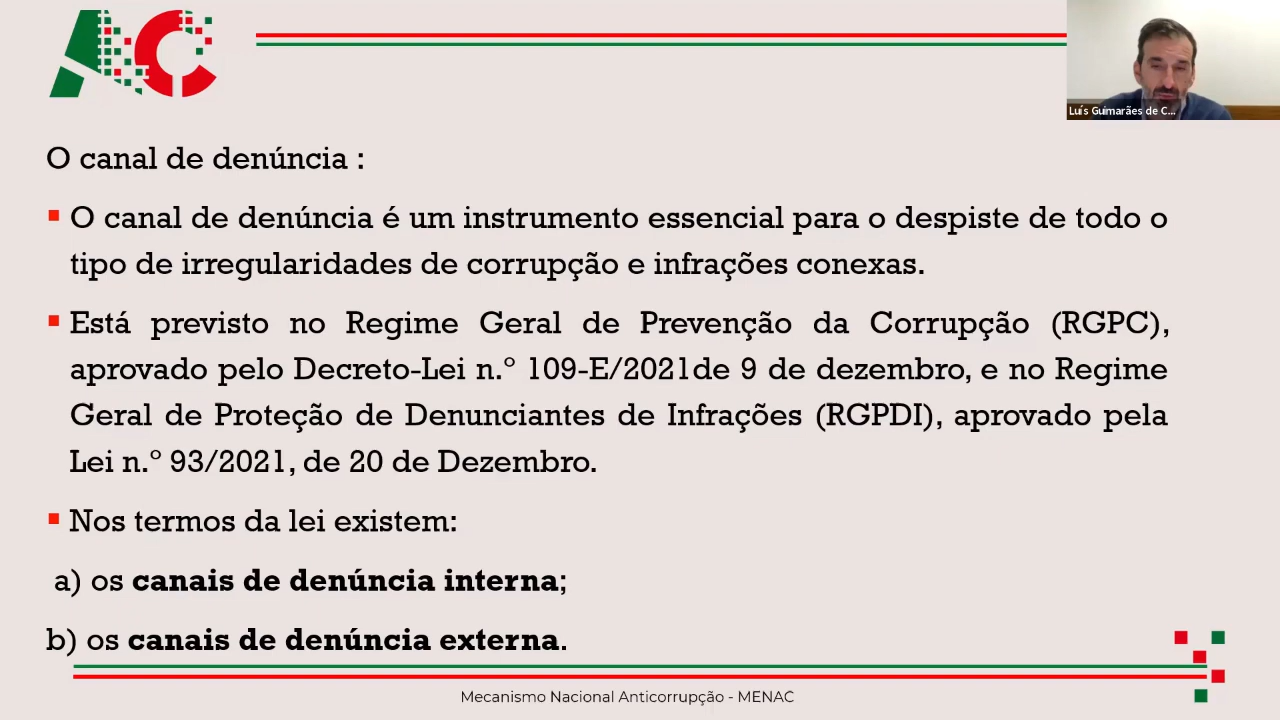 AC
Luís Guimarães de C...
O canal de denúncia :
O canal de denúncia é um instrumento essencial para o despiste de todo o
tipo de irregularidades de corrupção e infrações conexas.
Está previsto no Regime Geral de Prevenção da Corrupção (RGPC),
aprovado pelo Decreto-Lei n.º 109-E/2021de 9 de dezembro, e no Regime
Geral de Proteção de Denunciantes de Infrações (RGPDI), aprovado pela
Lei n.º 93/2021, de 20 de Dezembro.
Nos termos da lei existem:
a) os canais de denúncia interna;
b) os canais de denúncia externa.
Mecanismo Nacional Anticorrupção - MENAC